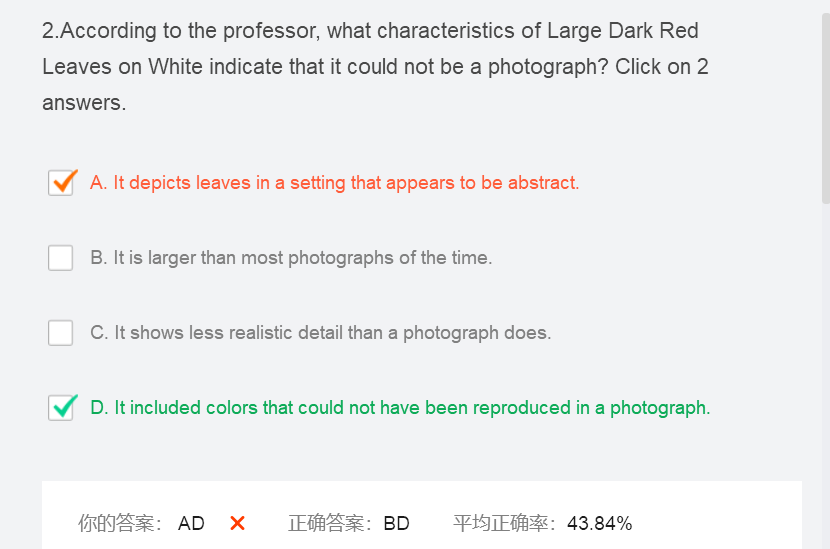 2.According to the professor, what characteristics of Large Dark Red
Leaves on White indicate that it could not be a photograph? Click on 2
answers.
A. It depicts leaves in a setting that appears to be abstract.
B. It is larger than most photographs of the time.
C. It shows less realistic detail than a photograph does.
D. It included colors that could not have been reproduced in a photograph.
你的答案： AD 正确答案：BD 平均正确率：43.84%